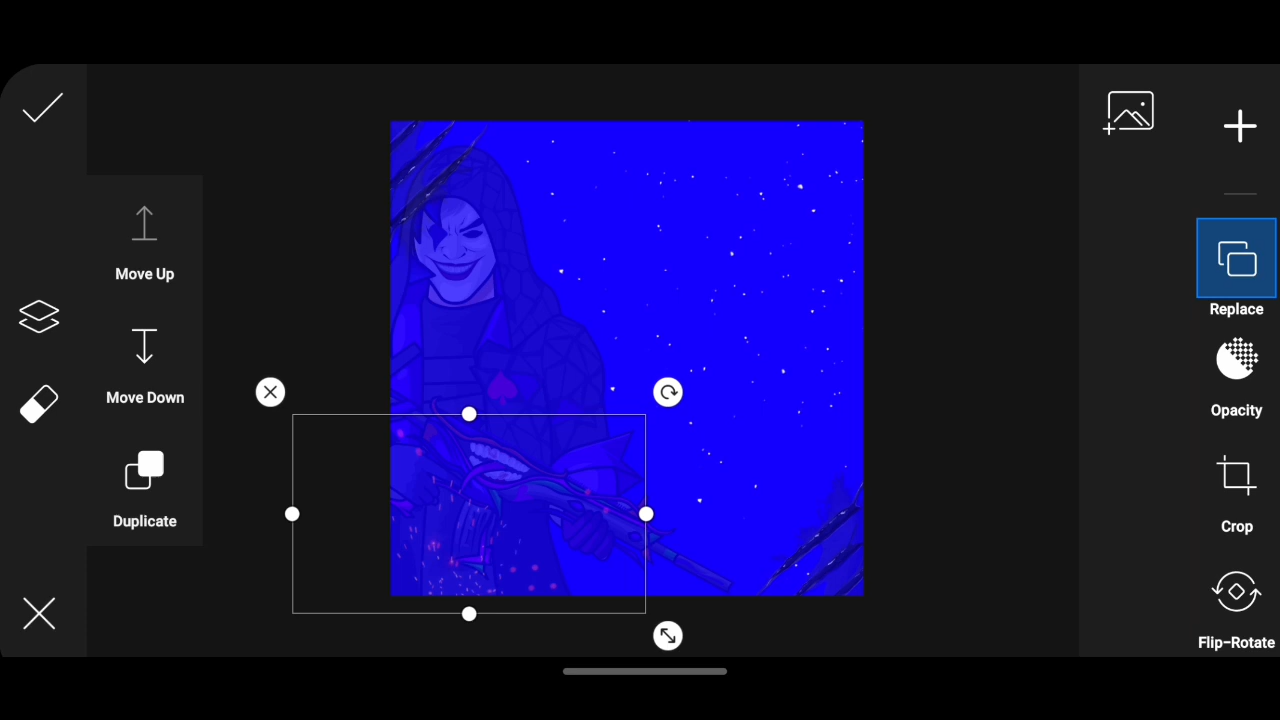 Move Up
Move Down
Duplicate
Replace
Opacity
Crop
Flip-Rotate